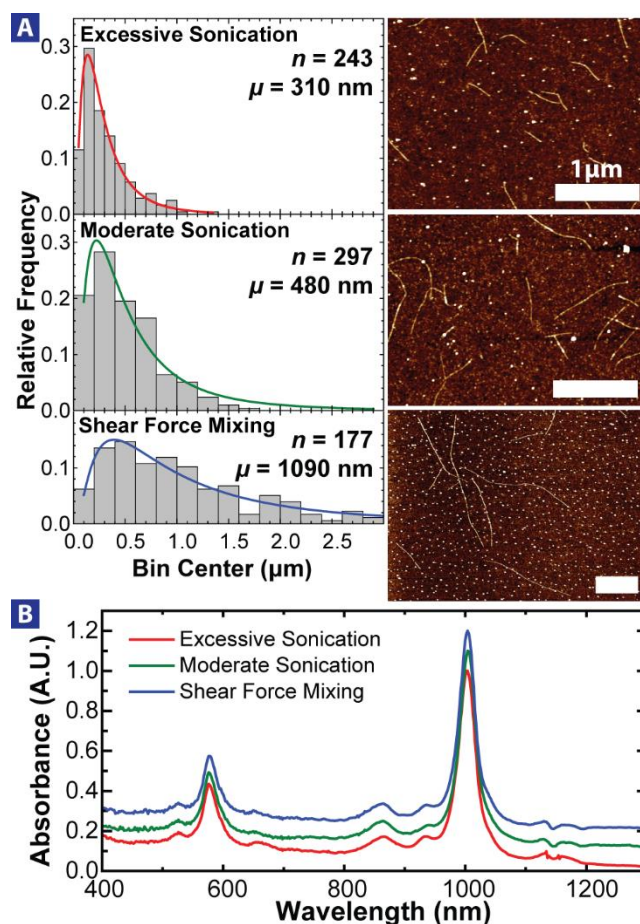 A
Excessive Sonication
n = 243
μ = 310 nm
0.3
0.2
0.1
0.0
1μm
Moderate Sonication
n = 297
μ = 480 nm
0.3
0.2
0.1
0.0
Relative Frequency
Shear Force Mixing
n = 177
μ = 1090 nm
0.1
0.0
0.0 0.5 1.0 1.5 2.0 2.5
Bin Center (μm)
B
Excessive Sonication
Moderate Sonication
Shear Force Mixing
1.2
1.0
0.8
0.6
0.4
0.2
0.0
Absorbance (A.U.)
400 600 800 1000 1200
Wavelength (nm)